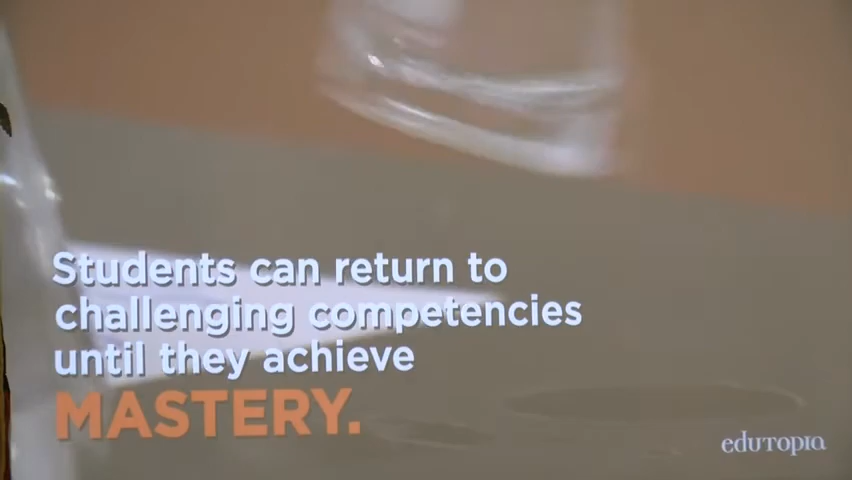 Students can return to
challenging competencies
until they achieve
MASTERY.
edutopia